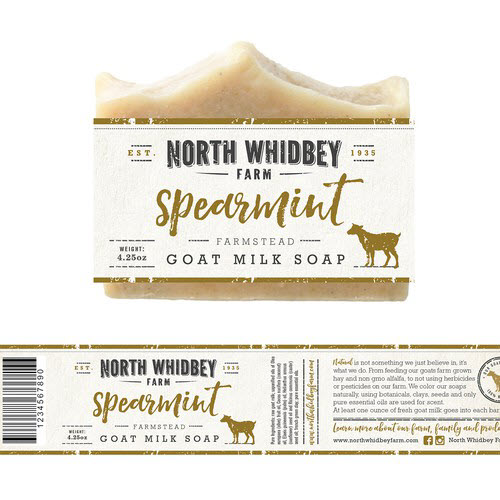 EST. NORTH WHIDBEY 1935
FARM
spearmint
FARMSTEAD
WEIGHT:
4.25oz
GOAT MILK SOAP
1234567890
EST. NORTH WHIDBEY 1935
FARM
spearmint
FARMSTEAD
WEIGHT:
4.25oz
GOAT MILK SOAP
www.northwhidbeyfarm.com
Natural is not something we just believe in, it's
what we do. From feeding our goats farm grown
hay and non gmo alfalfa, to not using herbicides
or pesticides on our farm. We color our soaps
naturally, using botanicals, clays, seeds and only
pure essential oils are used for scent.
At least one ounce of fresh goat milk goes into each bar
Learn more about our farm, family and produ
www.northwhidbeyfarm.com North Whidbey Fa